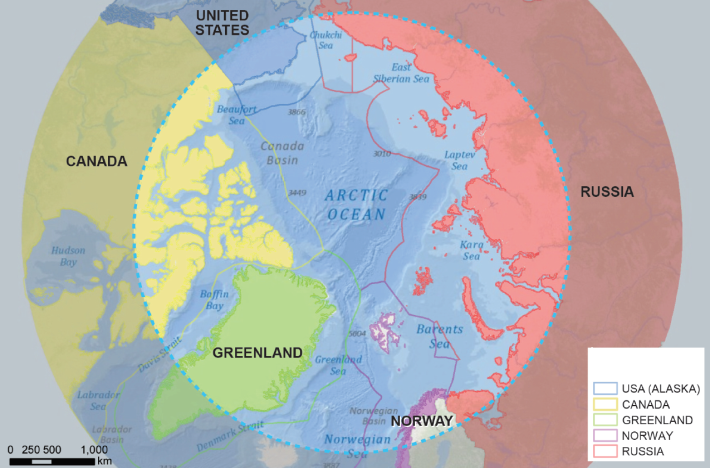 UNITED
STATES
Chukchi
Sea
East
Siberian Sea
Beaufort
Sea
3866
Canada
Basin
3010
Laptev
Sea
CANADA
3449
ARCTIC
OCEAN
3839
RUSSIA
Hudson
Bay
Kara
Sea
Baffin
Bay
5804
Barents
Sea
GREENLAND
Greenland
Sea
Davis Strait
Labrador
Sea
Labrador
Basin
Denmark Strait
Norwegian
Basin
NORWAY
Norwegian
Sea
USA (ALASKA)
CANADA
GREENLAND
NORWAY
RUSSIA
0 250 500 1,000
km